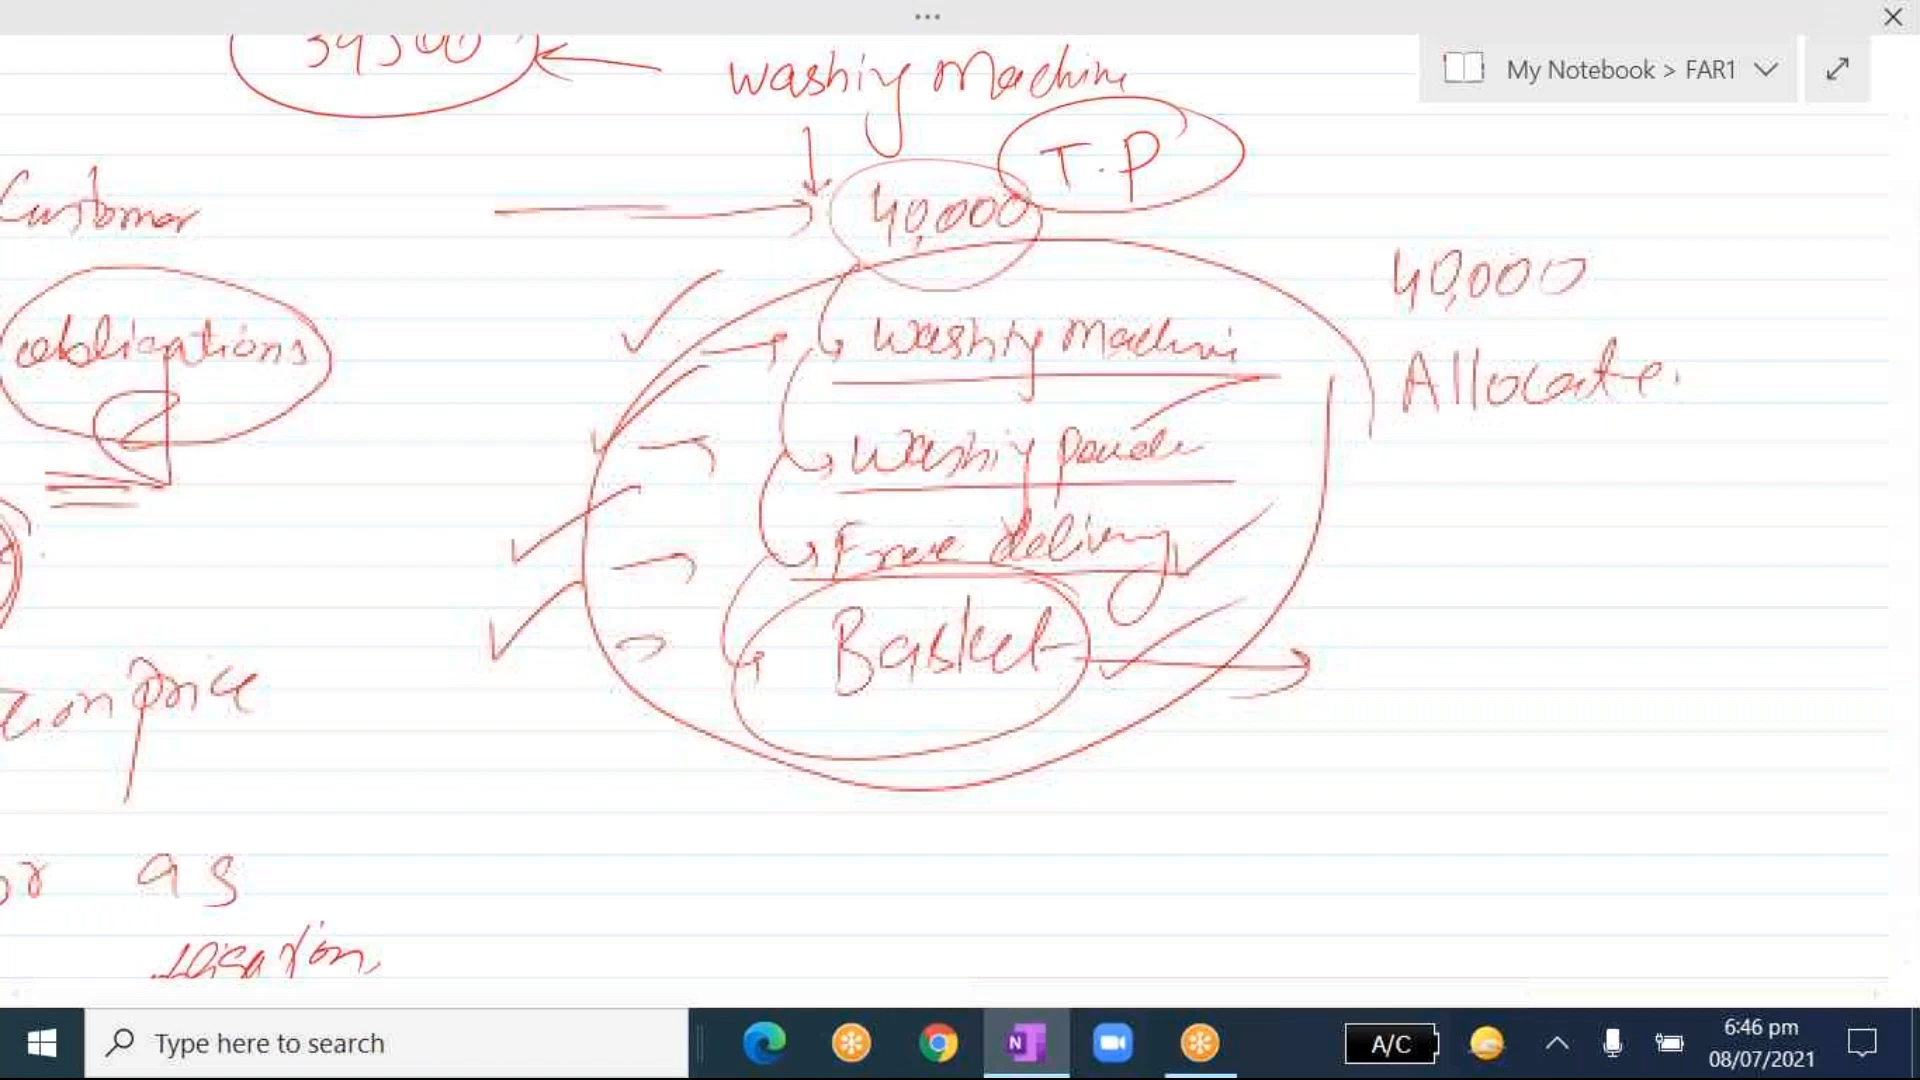 My Notebook > FAR1
Washing Machine
T.P
Customer
40,000
40,000
obligations
Washing Machine
Allocate.
Washing Powder
Free delivery
Basket
price
or as
Type here to search
A/C
6:46 pm
08/07/2021